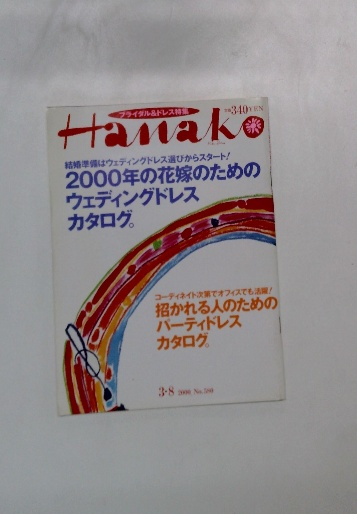 ブライダル&ドレス特集
340YEN
Hanako
結婚準備はウェディングドレス選びからスタート!
2000年の花嫁のための
ウェディングドレス
カタログ。
コーディネイト次第でオフィスでも活躍!
招かれる人のための
パーティドレス
カタログ。
3·8 2000. No.